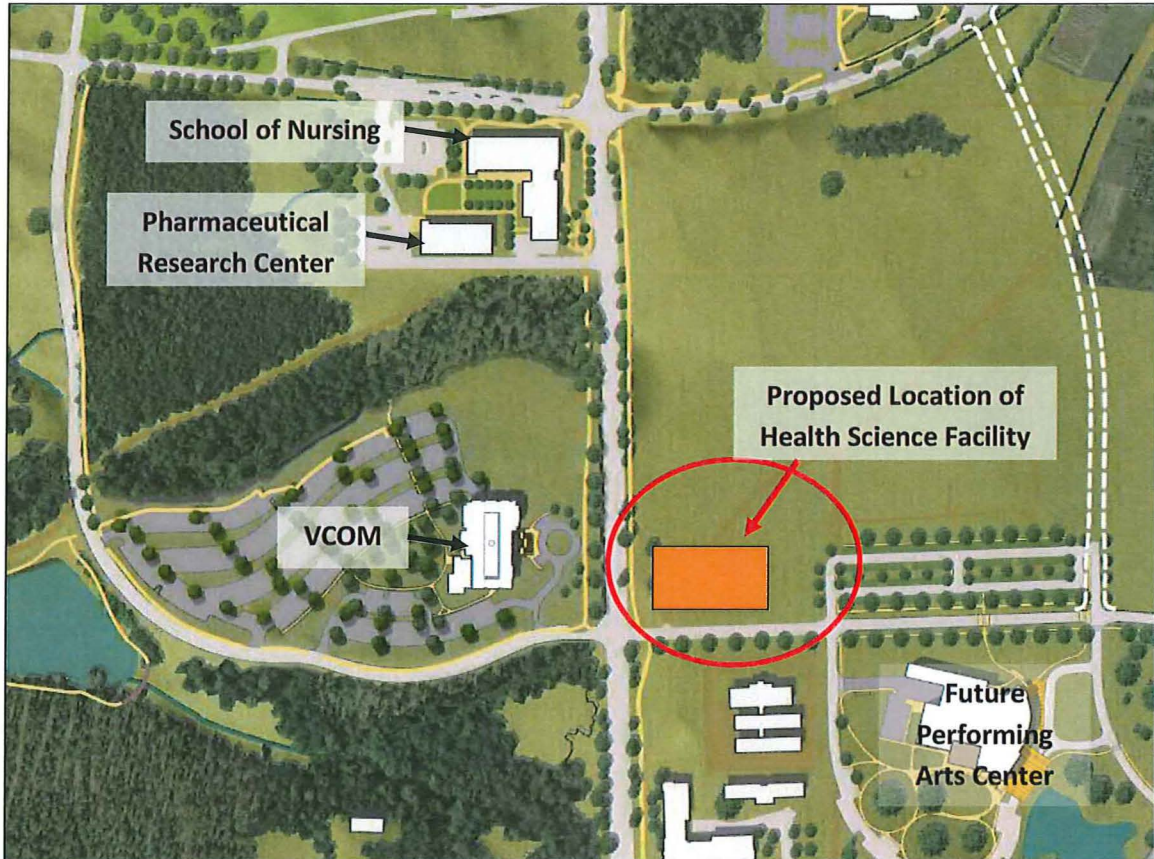 School of Nursing
Pharmaceutical
Research Center
Proposed Location of
Health Science Facility
VCOM
Future
Performing
Arts Center